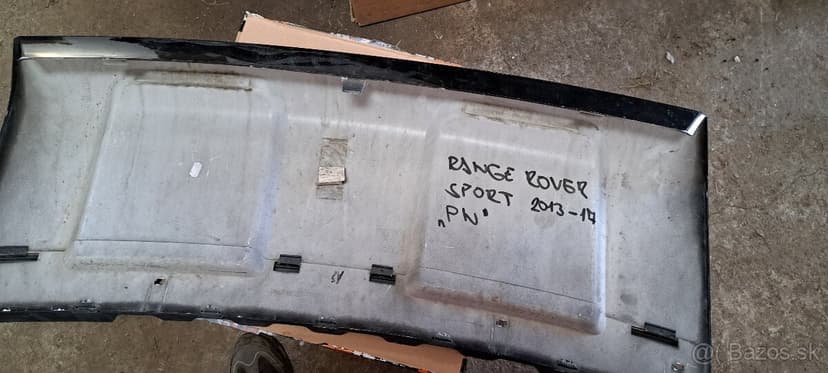 RANGE ROVER
SPORT 2013-17
„PN"
@ Bazos.sk